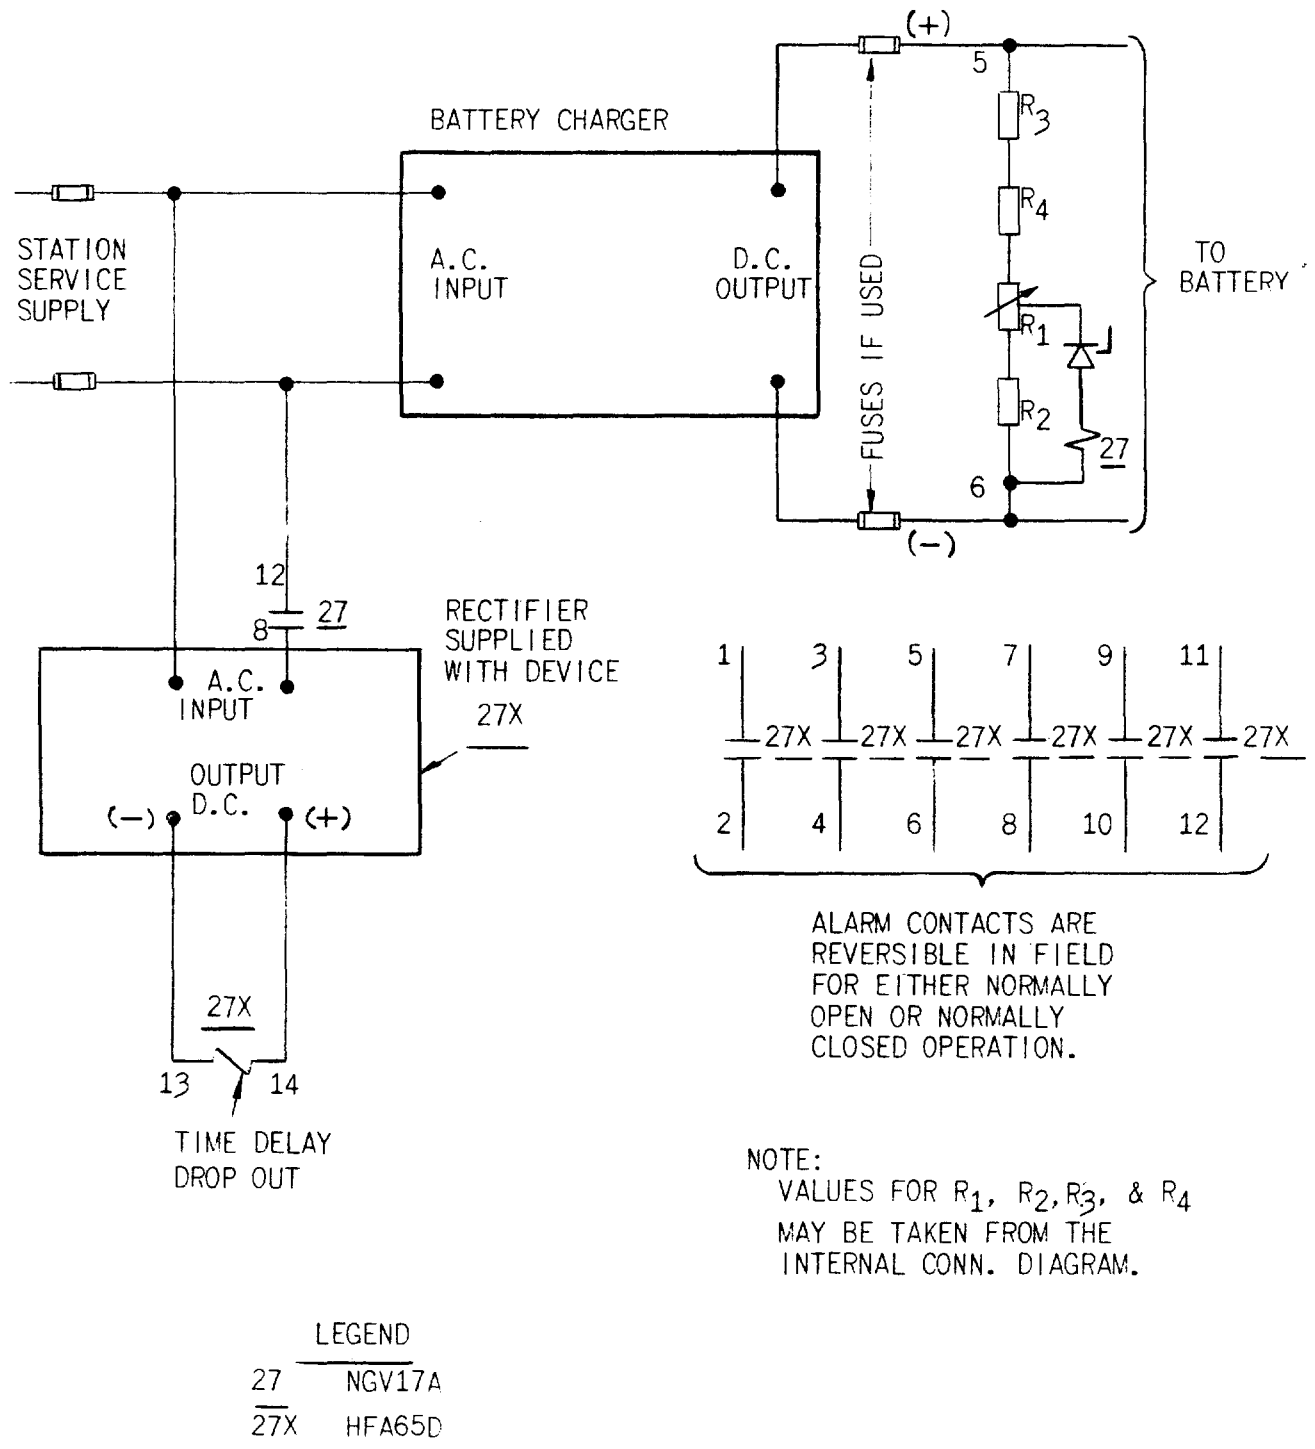 (+)
5
R3
BATTERY CHARGER
R4
STATION
SERVICE
SUPPLY
A.C.
INPUT
D.C.
OUTPUT
FUSES IF USED
R1
TO
BATTERY
R2
27
6
(-)
12
8
27
RECTIFIER
SUPPLIED
WITH DEVICE
27X
A.C.
INPUT
OUTPUT
D.C.
(-)
(+)
1 3 5 7 9 11
27X 27X 27X 27X 27X 27X
2 4 6 8 10 12
ALARM CONTACTS ARE
REVERSIBLE IN FIELD
FOR EITHER NORMALLY
OPEN OR NORMALLY
CLOSED OPERATION.
27X
13 14
TIME DELAY
DROP OUT
NOTE:
VALUES FOR R1, R2, R3, & R4
MAY BE TAKEN FROM THE
INTERNAL CONN. DIAGRAM.
LEGEND
27 NGV17A
27X HFA65D